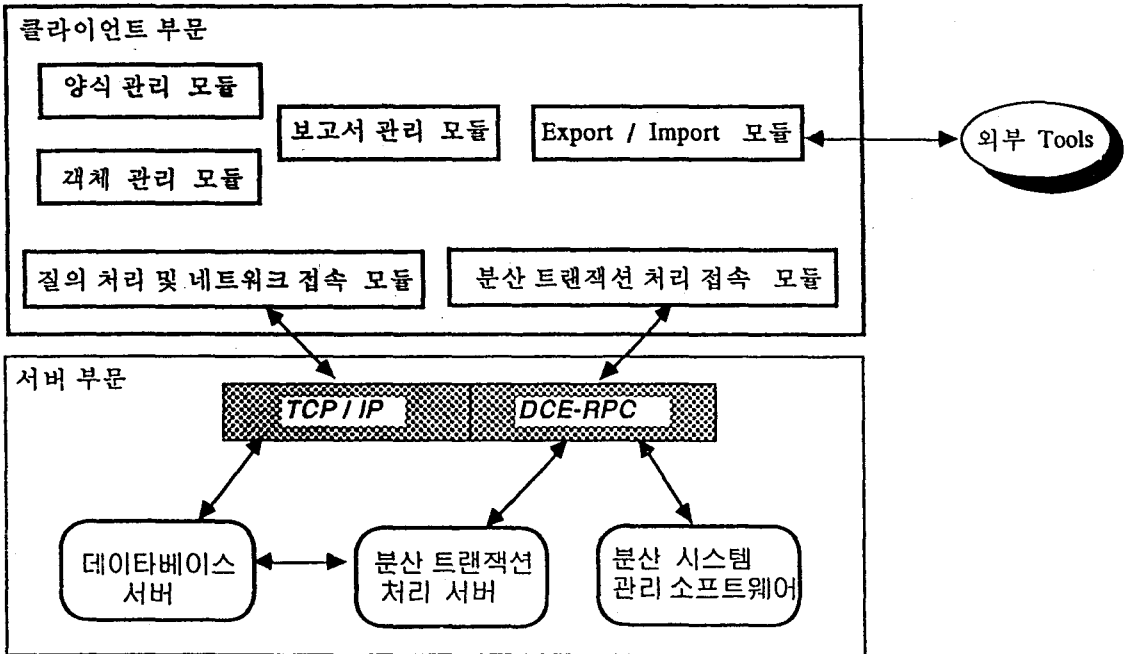 클라이언트 부문
양식 관리 모듈
보고서 관리 모듈
Export / Import 모듈
외부 Tools
객체 관리 모듈
질의 처리 및 네트워크 접속 모듈
분산 트랜잭션 처리 접속 모듈
서버 부문
TCP / IP
DCE-RPC
데이타베이스
서버
분산 트랜잭션
처리 서버
분산 시스템
관리 소프트웨어